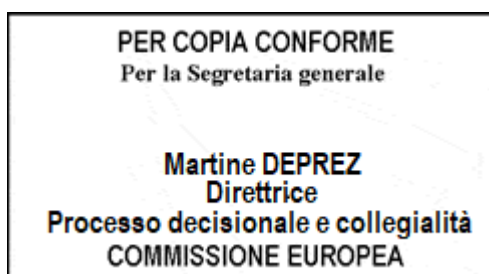 PER COPIA CONFORME
Per la Segretaria generale
Martine DEPREZ
Direttrice
Processo decisionale e collegialità
COMMISSIONE EUROPEA